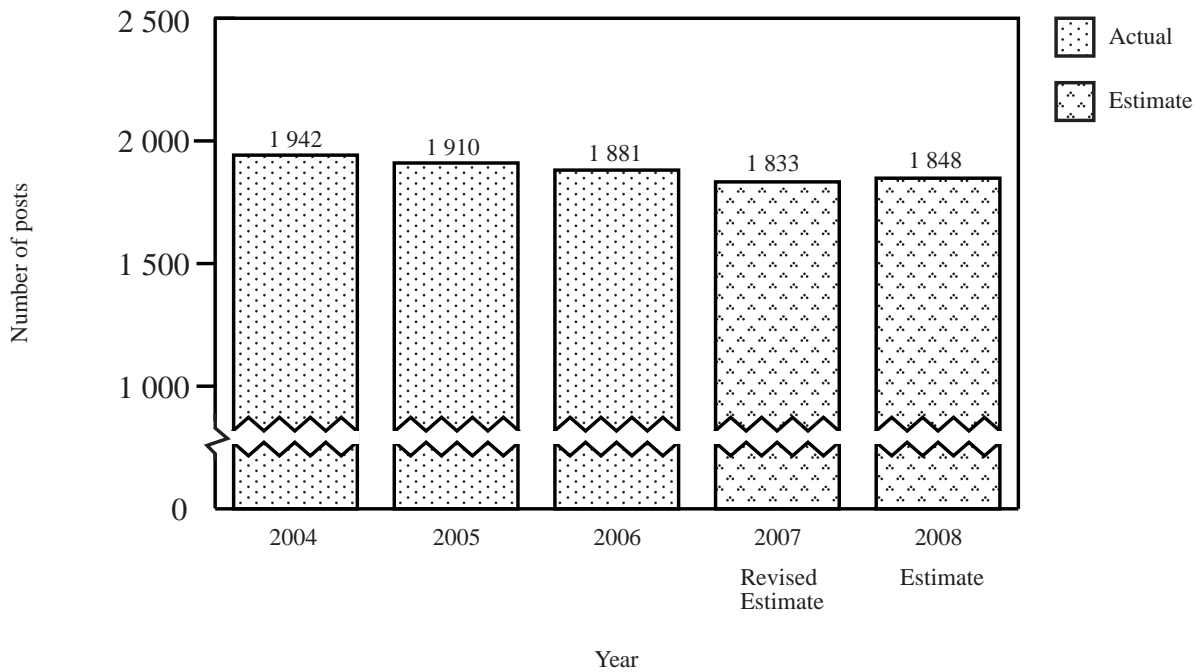 2 500
2 000
1 500
1 000
0
Number of posts
1 942
1 910
1 881
1 833
1 848
2004
2005
2006
2007
Revised
Estimate
2008
Estimate
Year
Actual
Estimate